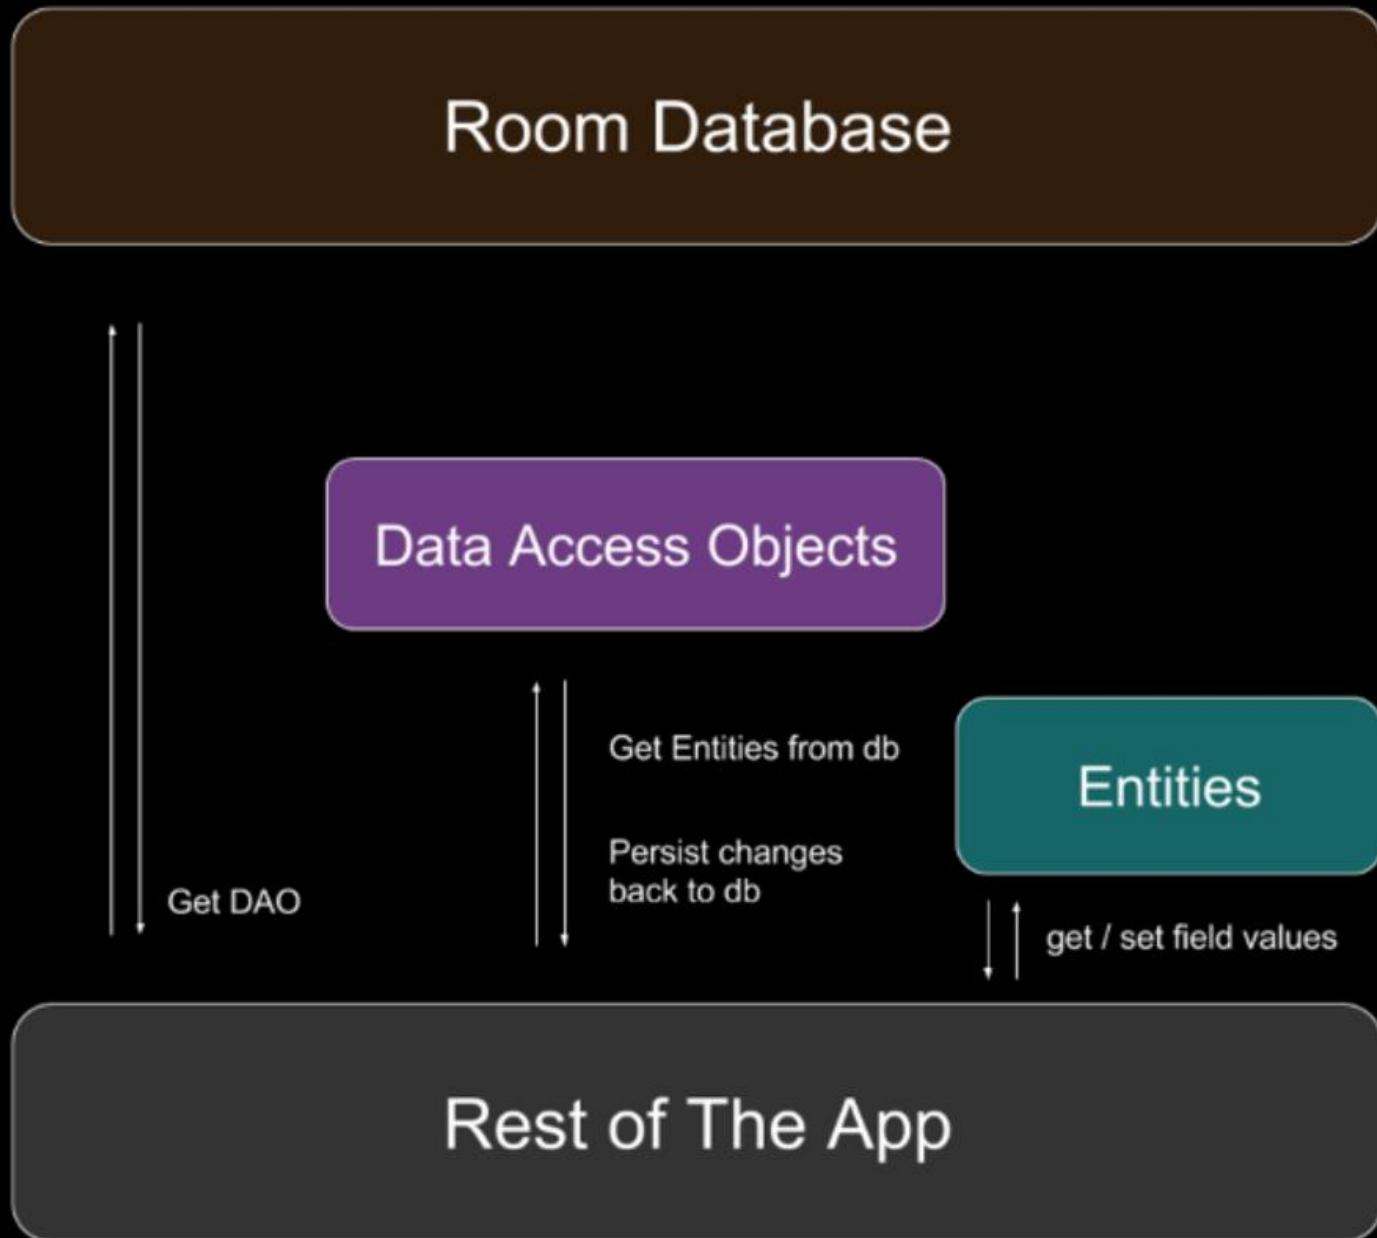 Room Database
Data Access Objects
Get Entities from db
Entities
Persist changes
back to db
Get DAO
get / set field values
Rest of The App